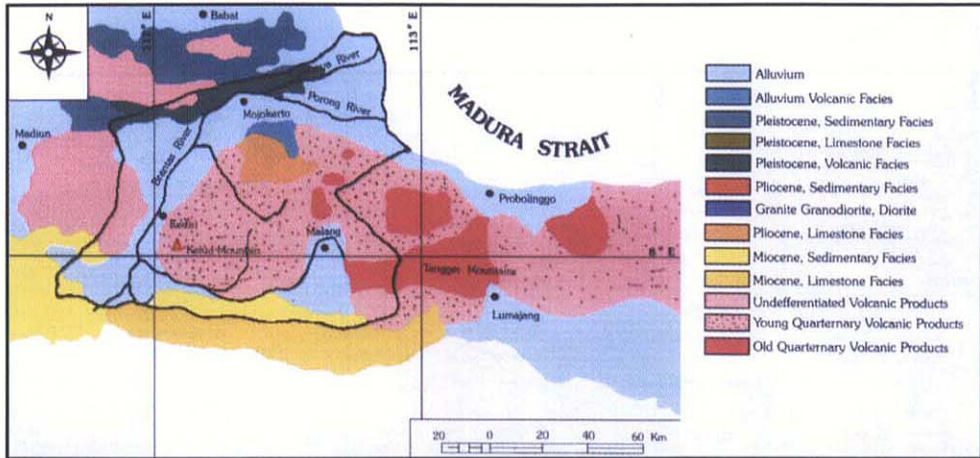 N
Babat
112° E
113° E
Porong River
MADURA STRAIT
Mojokerto
Madiun
Brantas River
Probolinggo
Kediri
Kelud Mountain
Malang
8° E
Tengger Mountains
Lumajang
20 0 20 40 60 Km
Alluvium
Alluvium Volcanic Facies
Pleistocene, Sedimentary Facies
Pleistocene, Limestone Facies
Pleistocene, Volcanic Facies
Pliocene, Sedimentary Facies
Granite Granodiorite, Diorite
Pliocene, Limestone Facies
Miocene, Sedimentary Facies
Miocene, Limestone Facies
Undefferentiated Volcanic Products
Young Quarternary Volcanic Products
Old Quarternary Volcanic Products